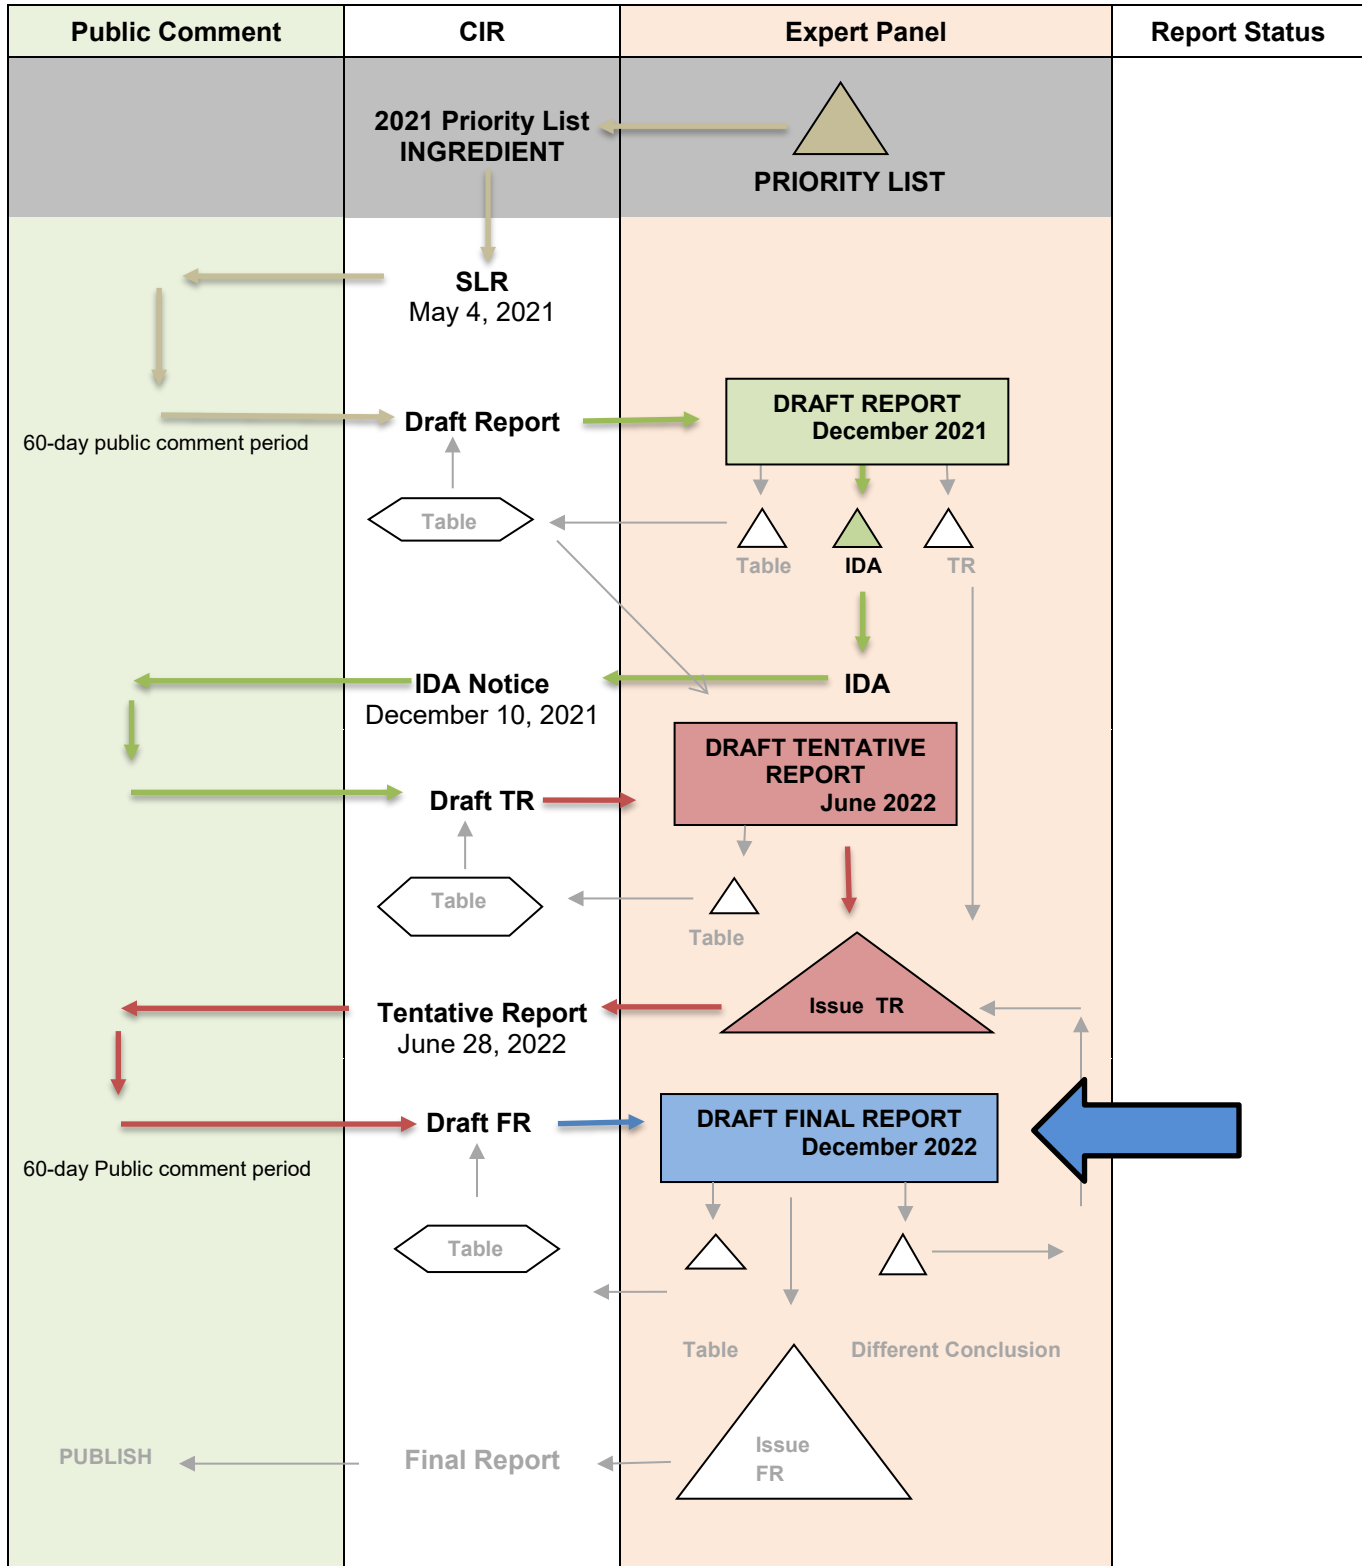 Public Comment
CIR
Expert Panel
Report Status
2021 Priority List
INGREDIENT
PRIORITY LIST
SLR
May 4, 2021
60-day public comment period
Draft Report
DRAFT REPORT
December 2021
Table
Table
IDA
TR
IDA Notice
December 10, 2021
IDA
DRAFT TENTATIVE
REPORT
June 2022
Draft TR
Table
Table
Issue TR
Tentative Report
June 28, 2022
Draft FR
DRAFT FINAL REPORT
December 2022
60-day Public comment period
Table
Table
Different Conclusion
PUBLISH
Final Report
Issue
FR